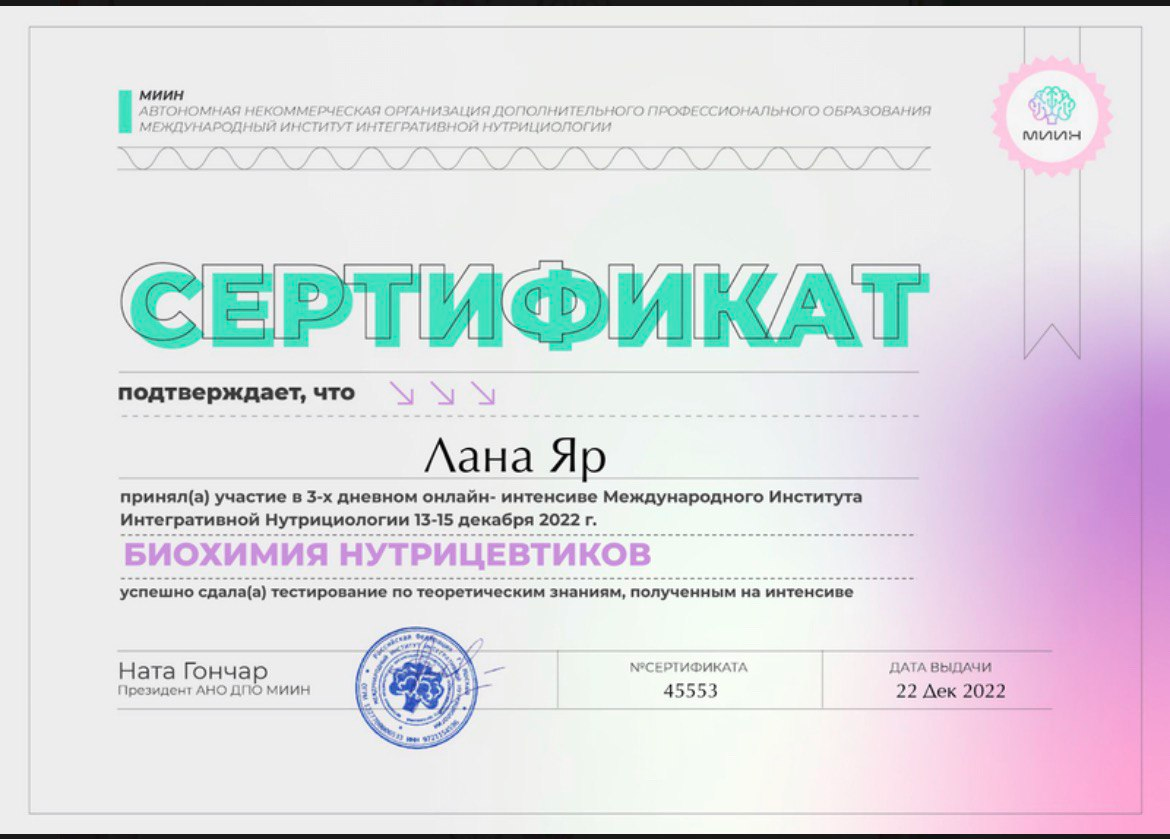 МИИН
АВТОНОМНАЯ НЕКОММЕРЧЕСКАЯ ОРГАНИЗАЦИЯ ДОПОЛНИТЕЛЬНОГО ПРОФЕССИОНАЛЬНОГО ОБРАЗОВАНИЯ
МЕЖДУНАРОДНЫЙ ИНСТИТУТ ИНТЕГРАТИВНОЙ НУТРИЦИОЛОГИИ
МИИН
СЕРТИФИКАТ
подтверждает, что
Лана Яр
принял(а) участие в 3-х дневном онлайн- интенсиве Международного Института
Интегративной Нутрициологии 13-15 декабря 2022 г.
БИОХИМИЯ НУТРИЦЕВТИКОВ
успешно сдала(а) тестирование по теоретическим знаниям, полученным на интенсиве
Ната Гончар
Президент АНО ДПО МИИН
Российская Федерация
№СЕРТИФИКАТА
45553
ДАТА ВЫДАЧИ
22 Дек 2022